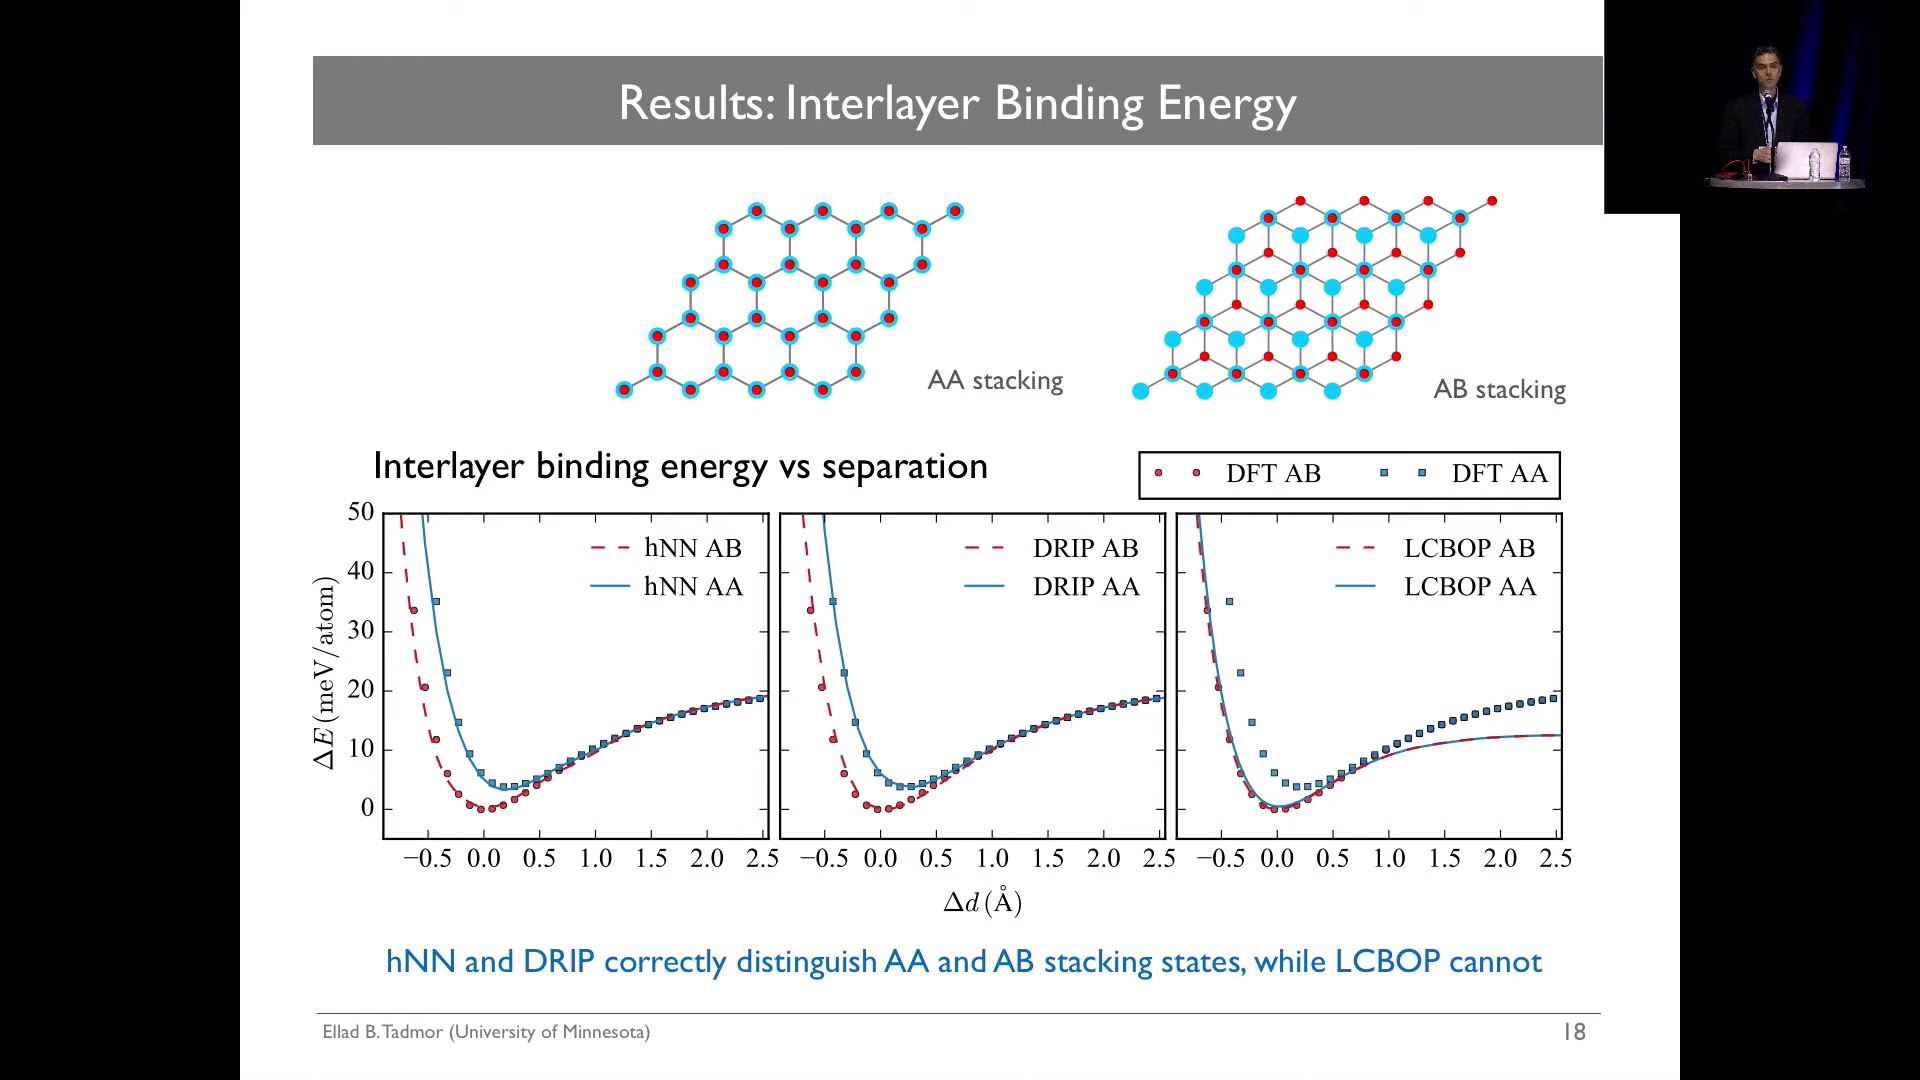 Results: Interlayer Binding Energy
AA stacking
AB stacking
Interlayer binding energy vs separation
DFT AB DFT AA
50
40
30
20
10
0
ΔE (meV/atom)
hNN AB
hNN AA
DRIP AB
DRIP AA
LCBOP AB
LCBOP AA
−0.5 0.0 0.5 1.0 1.5 2.0 2.5
−0.5 0.0 0.5 1.0 1.5 2.0 2.5
−0.5 0.0 0.5 1.0 1.5 2.0 2.5
Δd (Å)
hNN and DRIP correctly distinguish AA and AB stacking states, while LCBOP cannot
Ellad B. Tadmor (University of Minnesota)
18